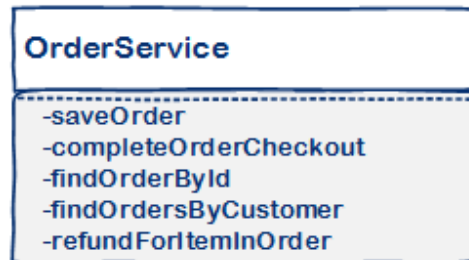 OrderService
-saveOrder
-completeOrderCheckout
-findOrderById
-findOrdersByCustomer
-refundForItemInOrder